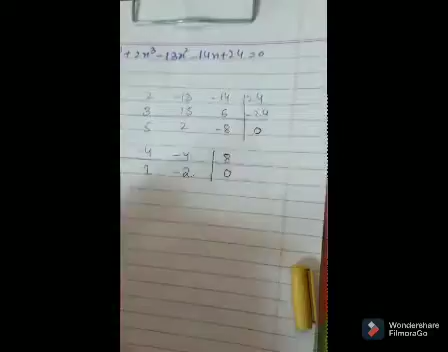 +2x³-13x²-14x+24=0
2 -13 -14 24
3 15 6 -24
5 2 -8 0
4 -4 8
1 -2 0
Wondershare
FilmoraGo